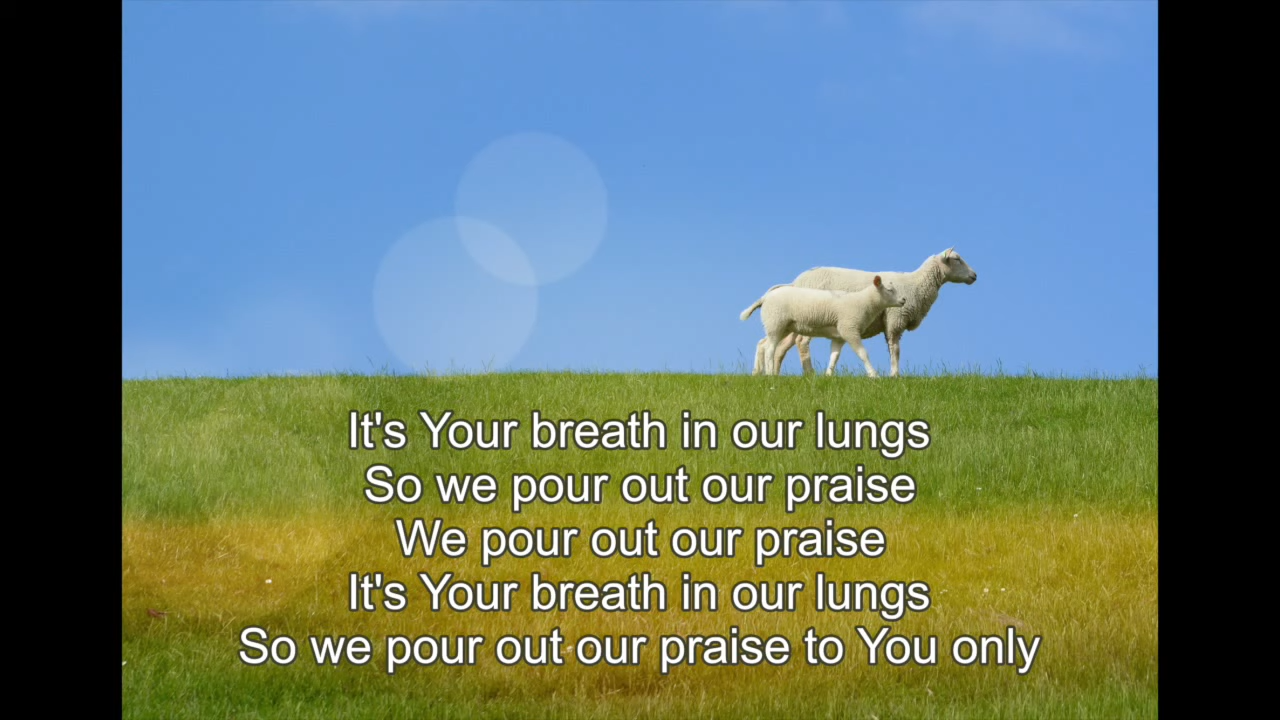 It's Your breath in our lungs
So we pour out our praise
We pour out our praise
It's Your breath in our lungs
So we pour out our praise to You only